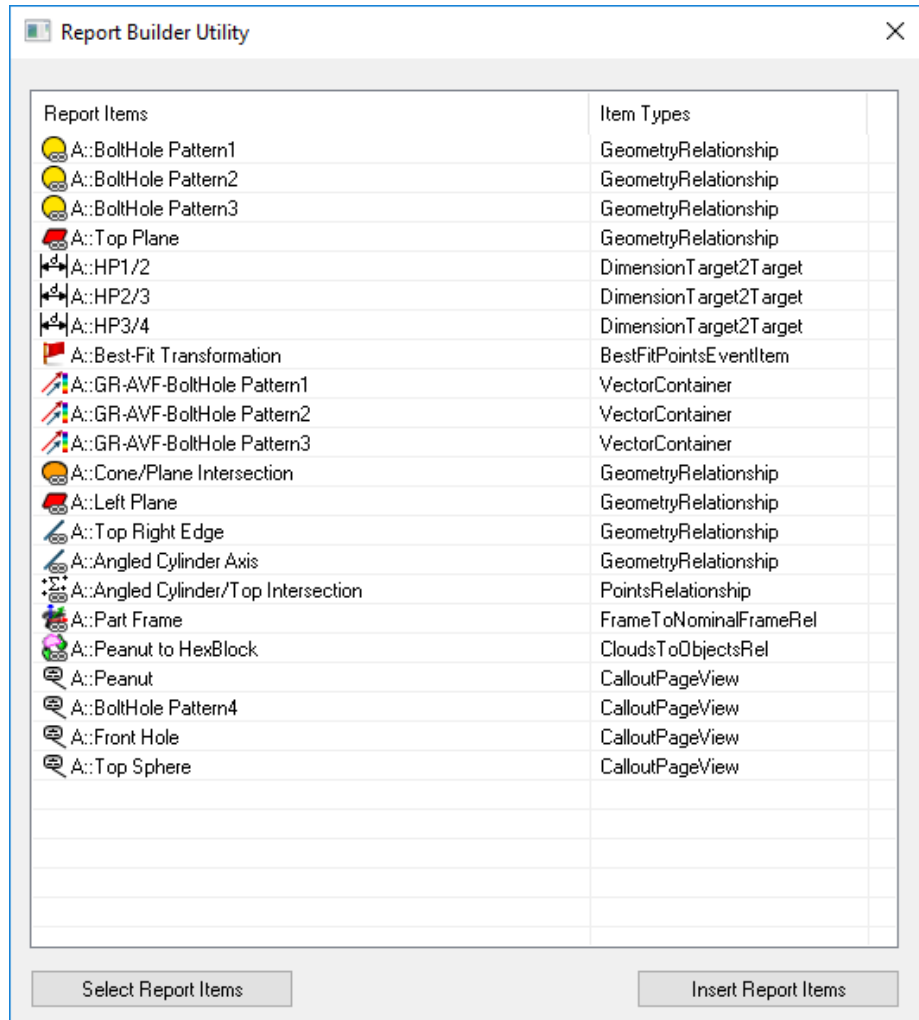 Report Builder Utility
Report Items Item Types
A::BoltHole Pattern1 GeometryRelationship
A::BoltHole Pattern2 GeometryRelationship
A::BoltHole Pattern3 GeometryRelationship
A::Top Plane GeometryRelationship
A::HP1/2 DimensionTarget2Target
A::HP2/3 DimensionTarget2Target
A::HP3/4 DimensionTarget2Target
A::Best-Fit Transformation BestFitPointsEventItem
A::GR-AVF-BoltHole Pattern1 VectorContainer
A::GR-AVF-BoltHole Pattern2 VectorContainer
A::GR-AVF-BoltHole Pattern3 VectorContainer
A::Cone/Plane Intersection GeometryRelationship
A::Left Plane GeometryRelationship
A::Top Right Edge GeometryRelationship
A::Angled Cylinder Axis GeometryRelationship
A::Angled Cylinder/Top Intersection PointsRelationship
A::Part Frame FrameToNominalFrameRel
A::Peanut to HexBlock CloudsToObjectsRel
A::Peanut CalloutPageView
A::BoltHole Pattern4 CalloutPageView
A::Front Hole CalloutPageView
A::Top Sphere CalloutPageView
Select Report Items Insert Report Items